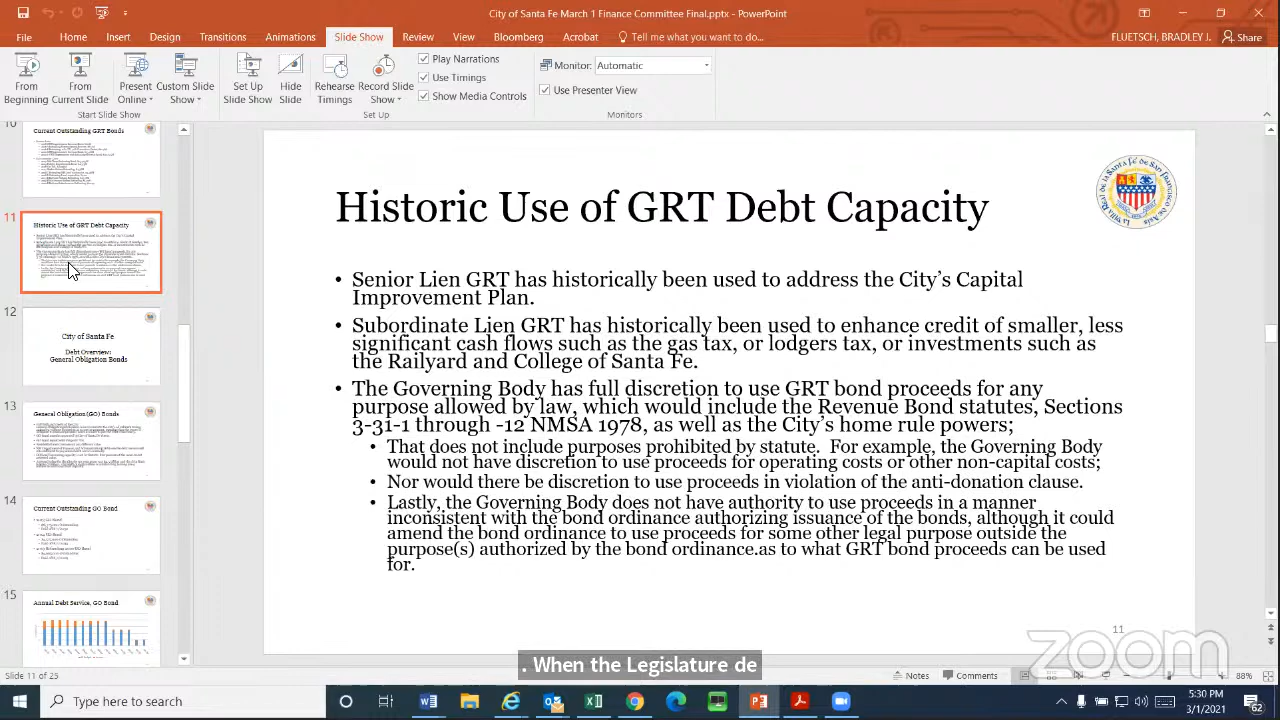 City of Santa Fe March 1 Finance Committee Final.pptx - PowerPoint
File Home Insert Design Transitions Animations Slide Show Review View Bloomberg Acrobat Tell me what you want to do... FLUETSCH, BRADLEY J. Share
From Beginning
From Current Slide
Present Online
Custom Slide Show
Start Slide Show
Set Up Slide Show
Hide Slide
Rehearse Timings
Record Slide Show
Play Narrations
Use Timings
Show Media Controls
Set Up
Monitor: Automatic
Use Presenter View
Monitors
10
Current Outstanding GRT Bonds
11
Historic Use of GRT Debt Capacity
12
City of Santa Fe
Debt Overview:
General Obligation Bonds
13
General Obligation (GO) Bonds
14
Current Outstanding GO Bond
15
Annual Debt Service, GO Bond
Historic Use of GRT Debt Capacity
• Senior Lien GRT has historically been used to address the City's Capital
Improvement Plan.
• Subordinate Lien GRT has historically been used to enhance credit of smaller, less
significant cash flows such as the gas tax, or lodgers tax, or investments such as
the Railyard and College of Santa Fe.
• The Governing Body has full discretion to use GRT bond proceeds for any
purpose allowed by law, which would include the Revenue Bond statutes, Sections
3-31-1 through -12 NMSA 1978, as well as the City's home rule powers;
• That does not include purposes prohibited by statute. For example, the Governing Body
would not have discretion to use proceeds for operating costs or other non-capital costs;
• Nor would there be discretion to use proceeds in violation of the anti-donation clause.
• Lastly, the Governing Body does not have authority to use proceeds in a manner
inconsistent with the bond ordinance authorizing issuance of the bonds, although it could
amend the bond ordinance to use proceeds for some other legal purpose outside the
purpose(s) authorized by the bond ordinance.as to what GRT bond proceeds can be used
for.
11
zoom
. When the Legislature de
Slide 11 of 25
Notes Comments 88%
Type here to search
5:30 PM
3/1/2021